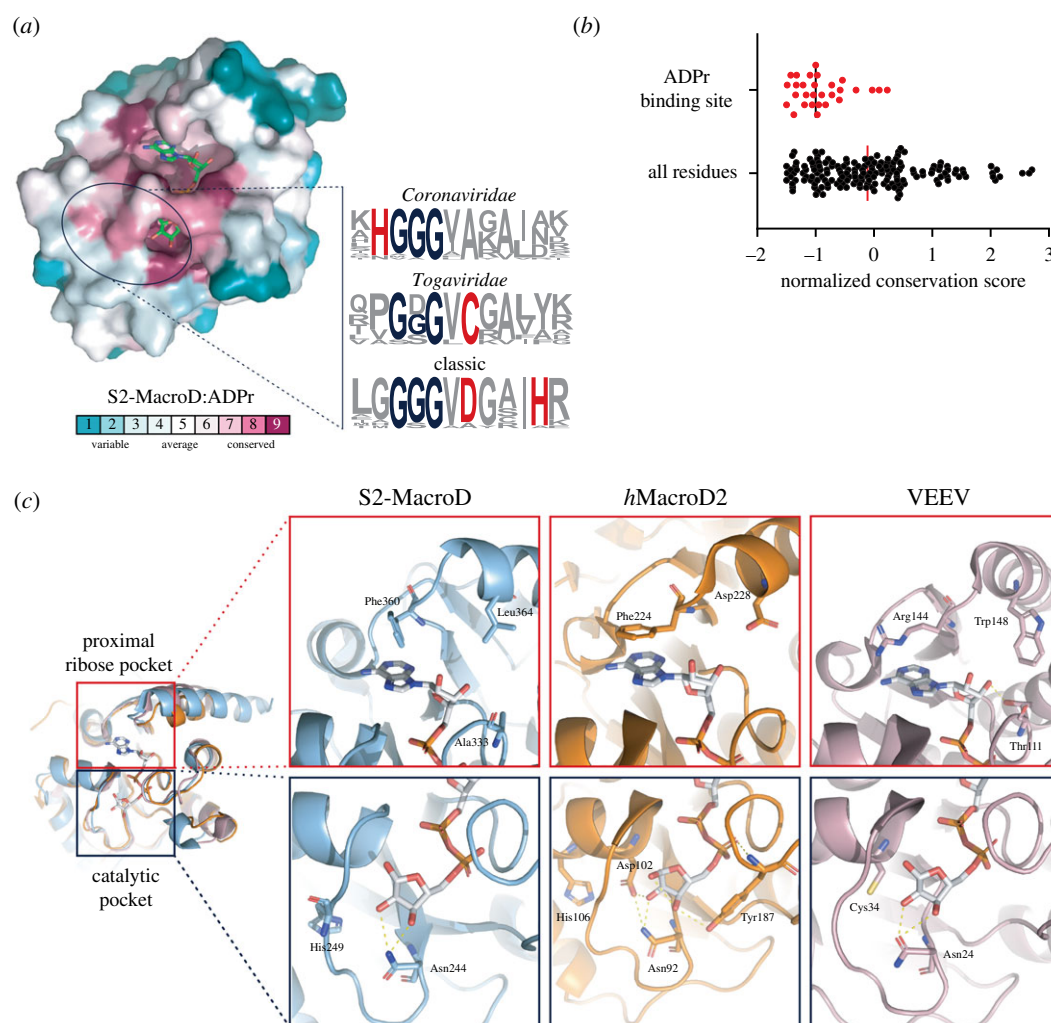 (a)
Coronaviridae
HGGGVAGAIAK
Togaviridae
PGDGVCGALYK
classic
LGGGGVDGAIHR
S2-MacroD:ADPr
1 2 3 4 5 6 7 8 9
variable average conserved
(b)
ADPr
binding site
all residues
−2 −1 0 1 2 3
normalized conservation score
(c)
S2-MacroD
hMacroD2
VEEV
proximal
ribose pocket
catalytic
pocket
Phe360
Leu364
Ala333
Phe224
Asp228
Arg144
Trp148
Thr111
His249
Asn244
Asp102
His106
Tyr187
Asn92
Cys34
Asn24